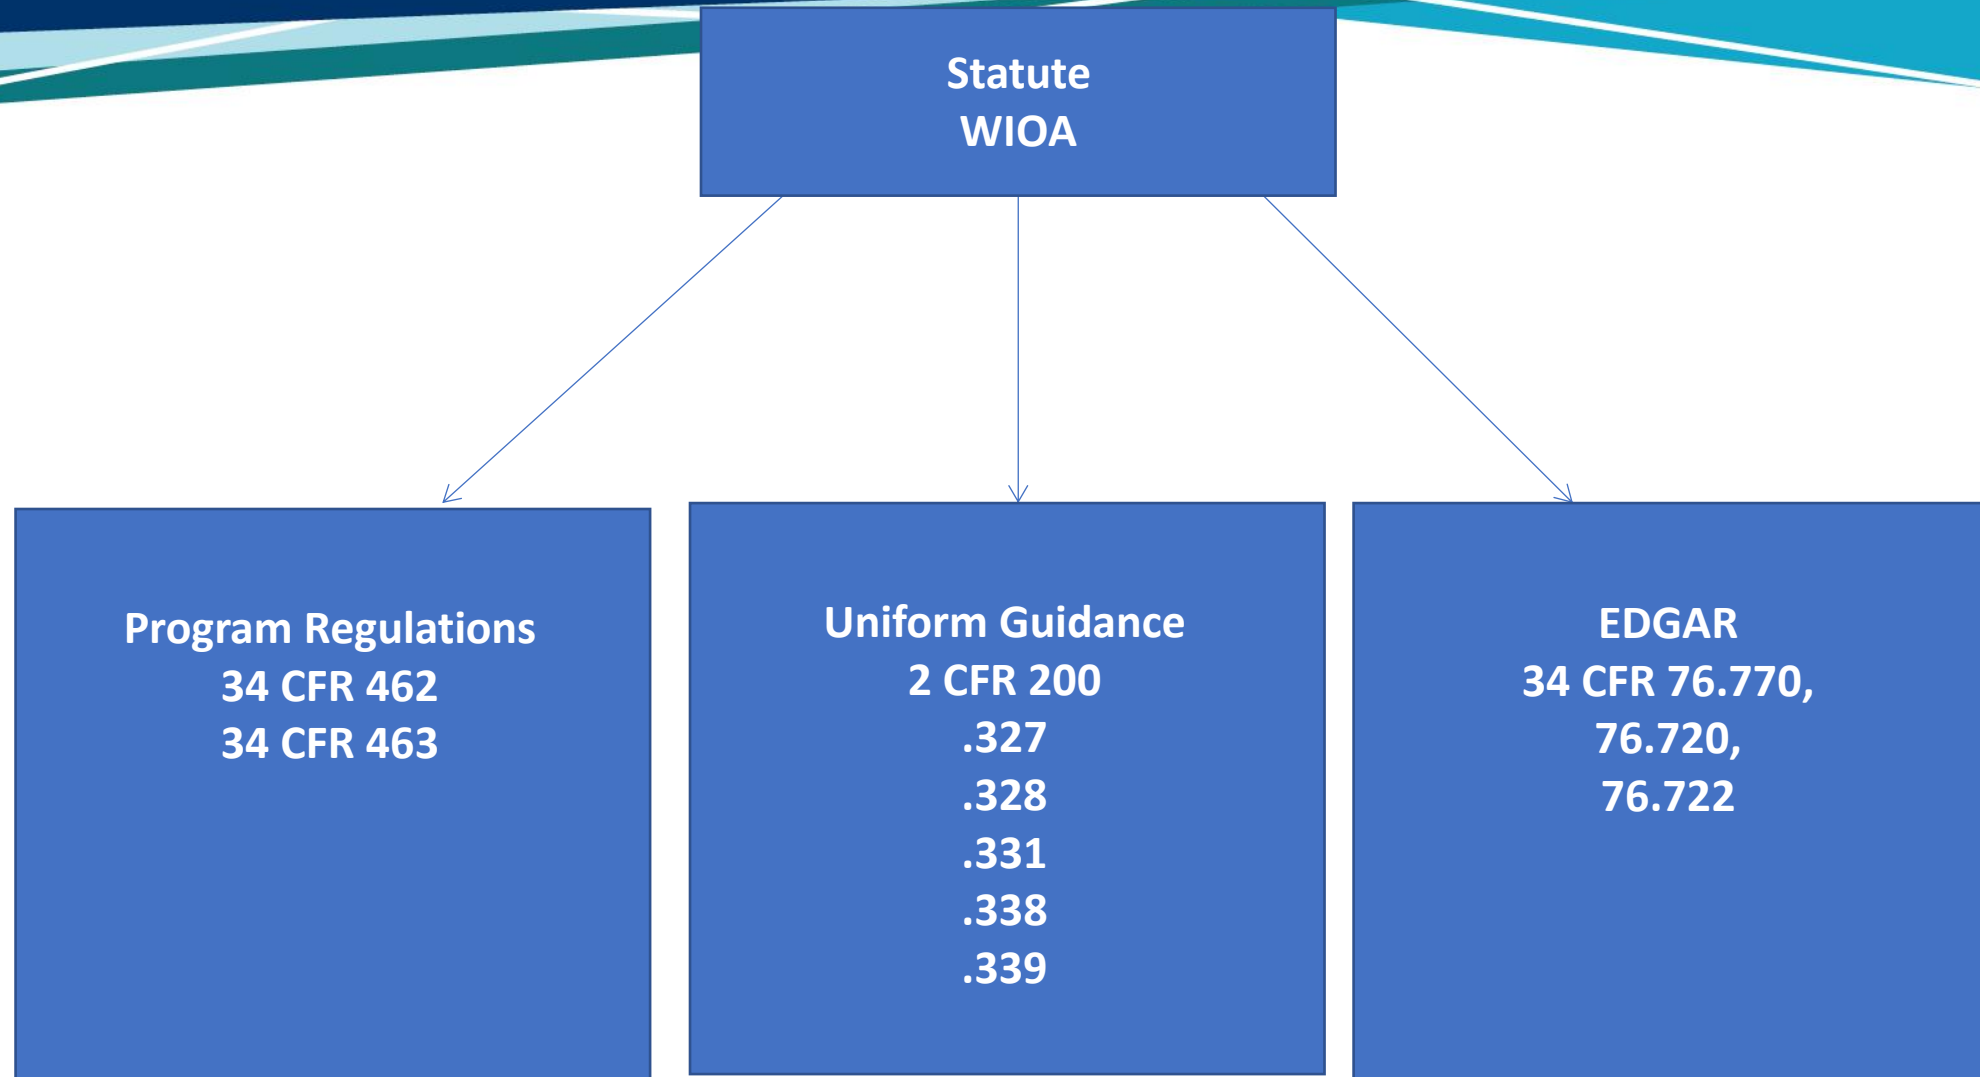 Statute
WIOA
Program Regulations
34 CFR 462
34 CFR 463
Uniform Guidance
2 CFR 200
.327
.328
.331
.338
.339
EDGAR
34 CFR 76.770,
76.720,
76.722